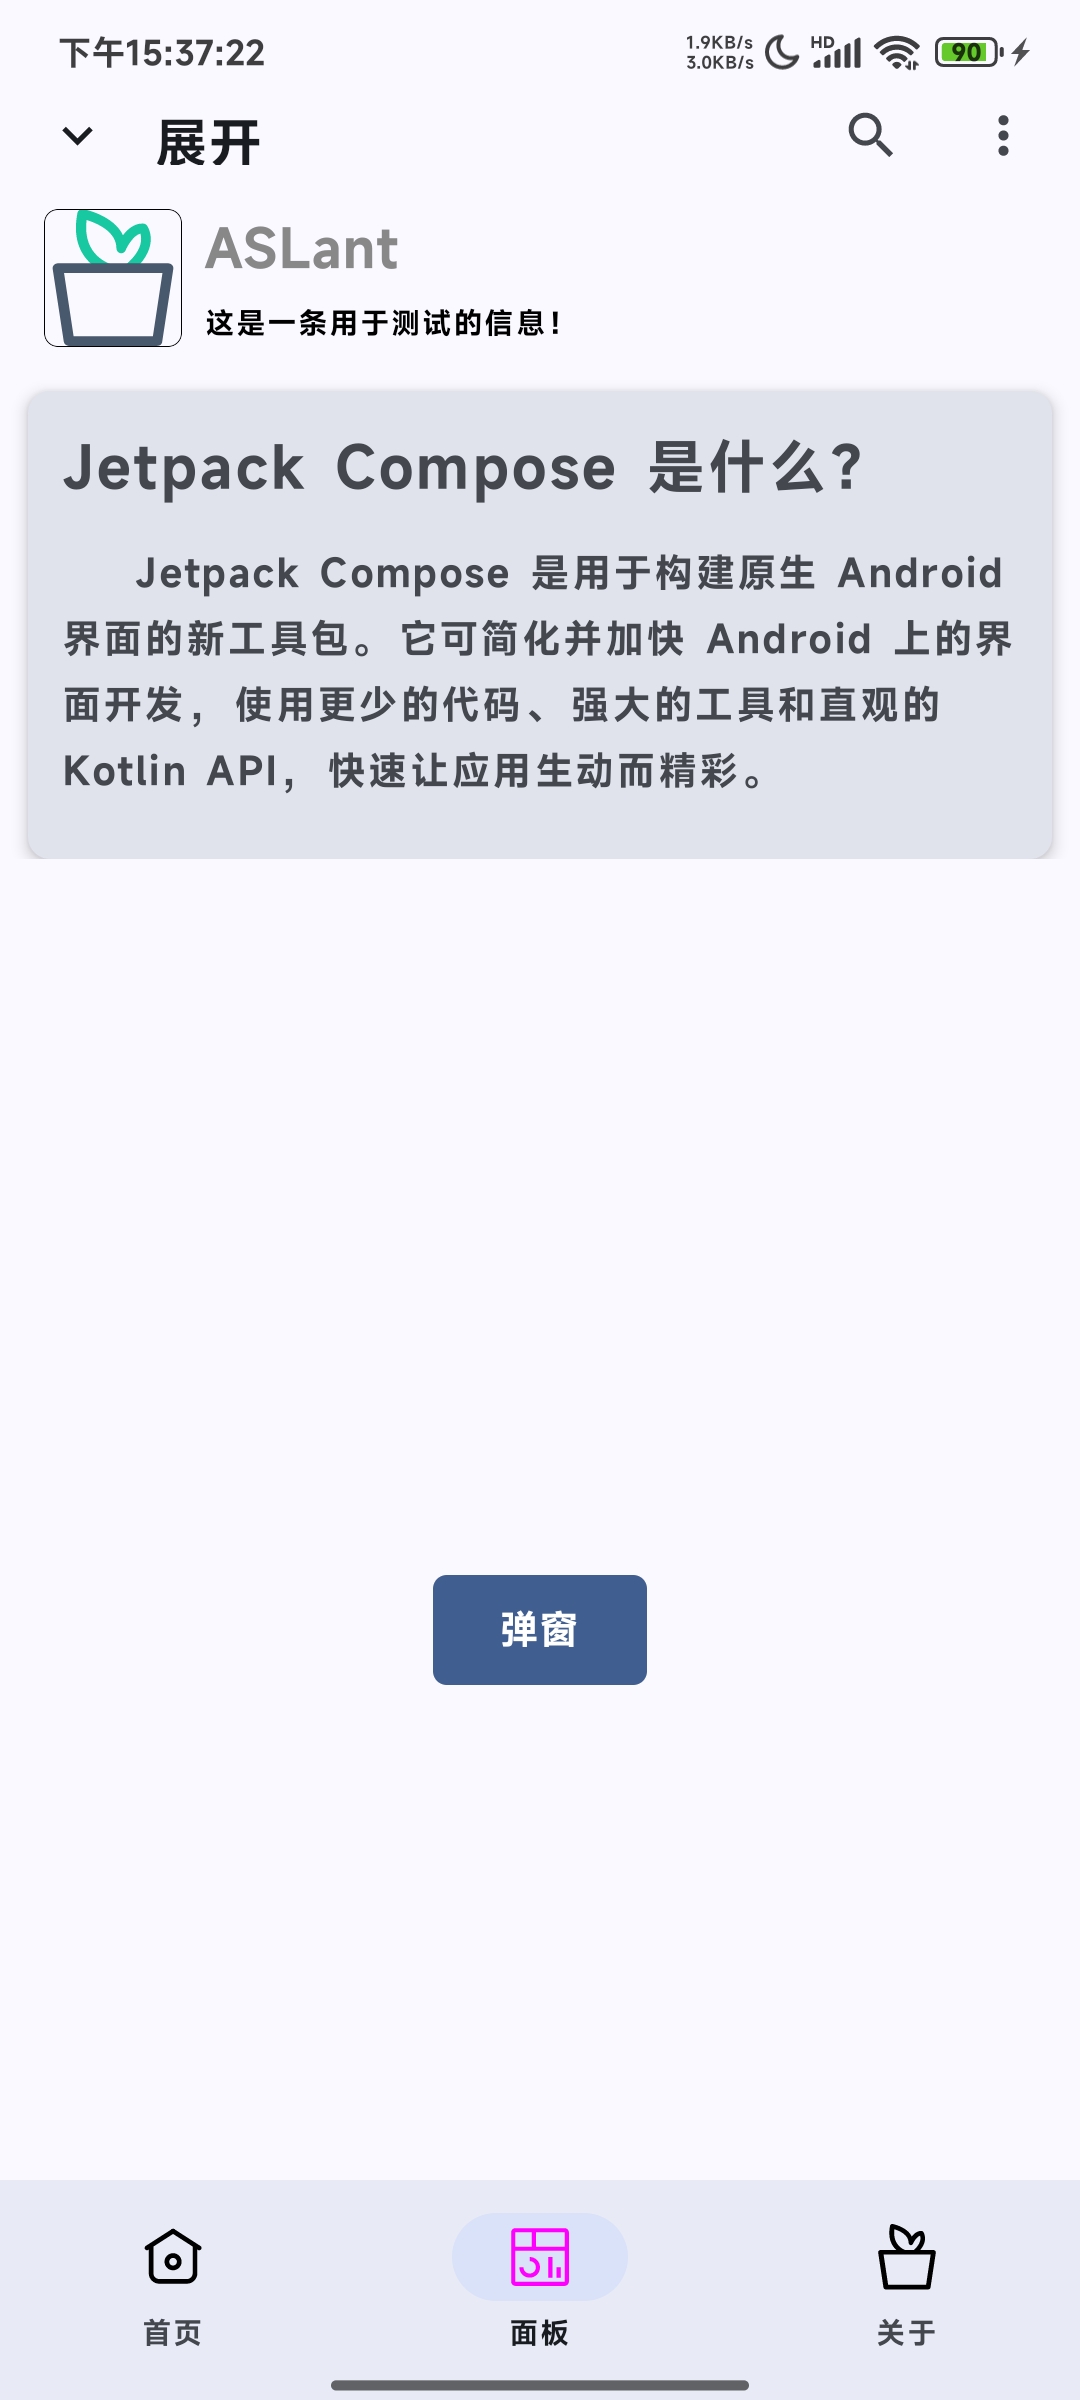 下午15:37:22
1.9KB/s
3.0KB/s
HD
90
展开
ASLant
这是一条用于测试的信息！
Jetpack Compose 是什么？
Jetpack Compose 是用于构建原生 Android
界面的新工具包。它可简化并加快 Android 上的界
面开发，使用更少的代码、强大的工具和直观的
Kotlin API，快速让应用生动而精彩。
弹窗
首页
面板
关于